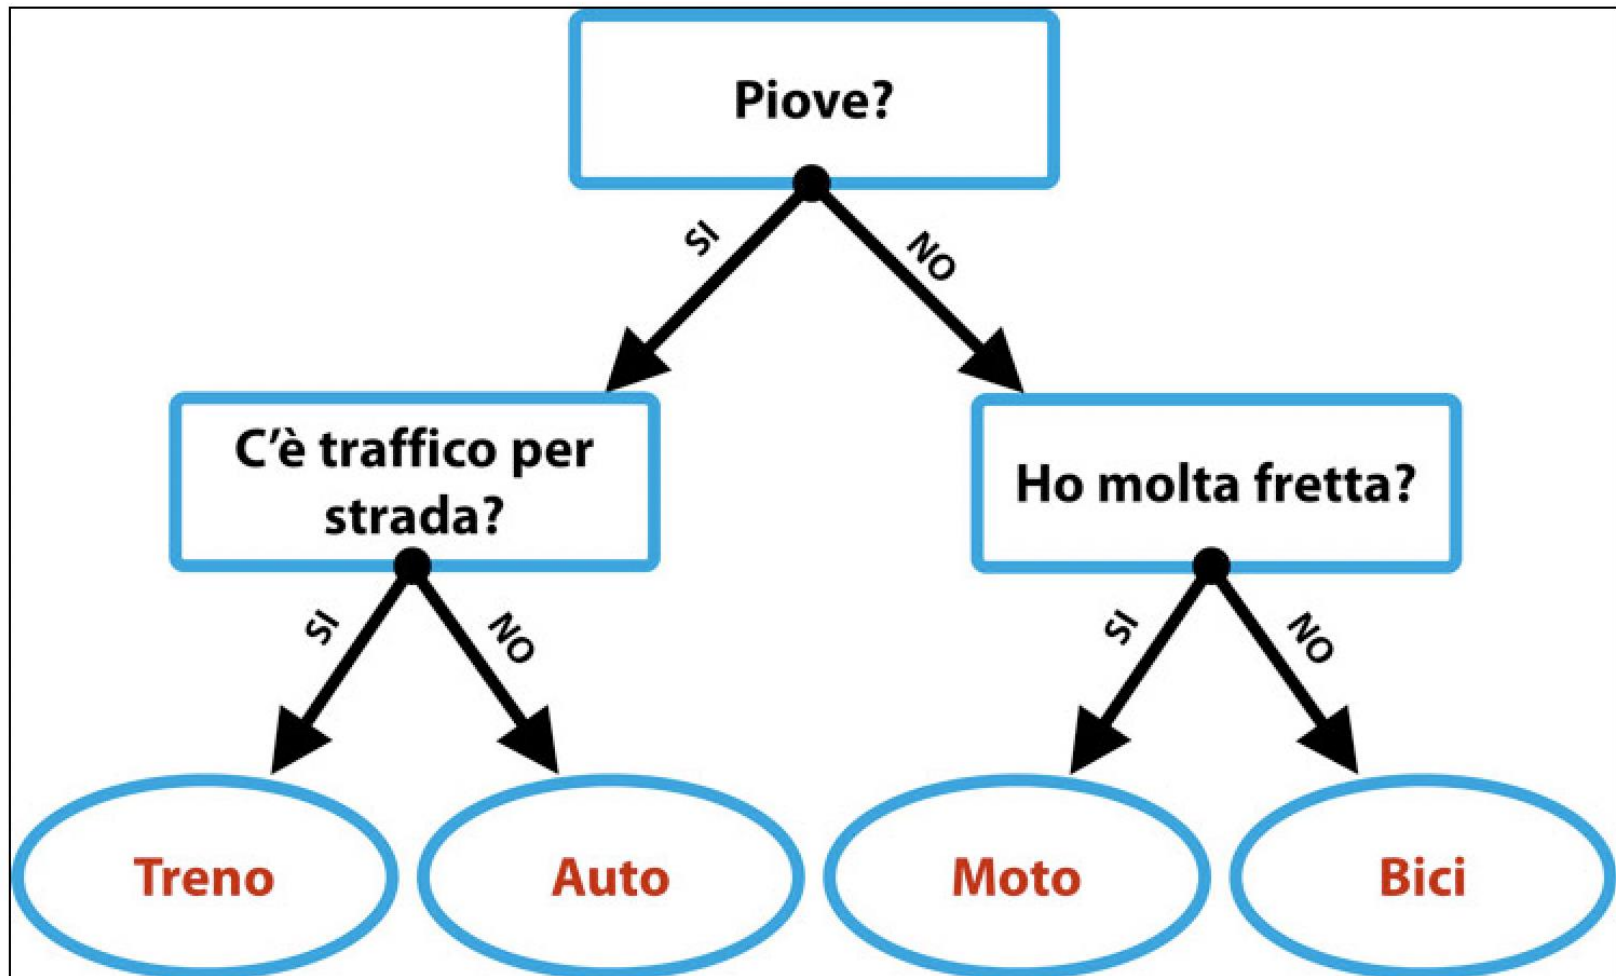 Piove?
SI
NO
C'è traffico per
strada?
Ho molta fretta?
SI
NO
SI
NO
Treno
Auto
Moto
Bici